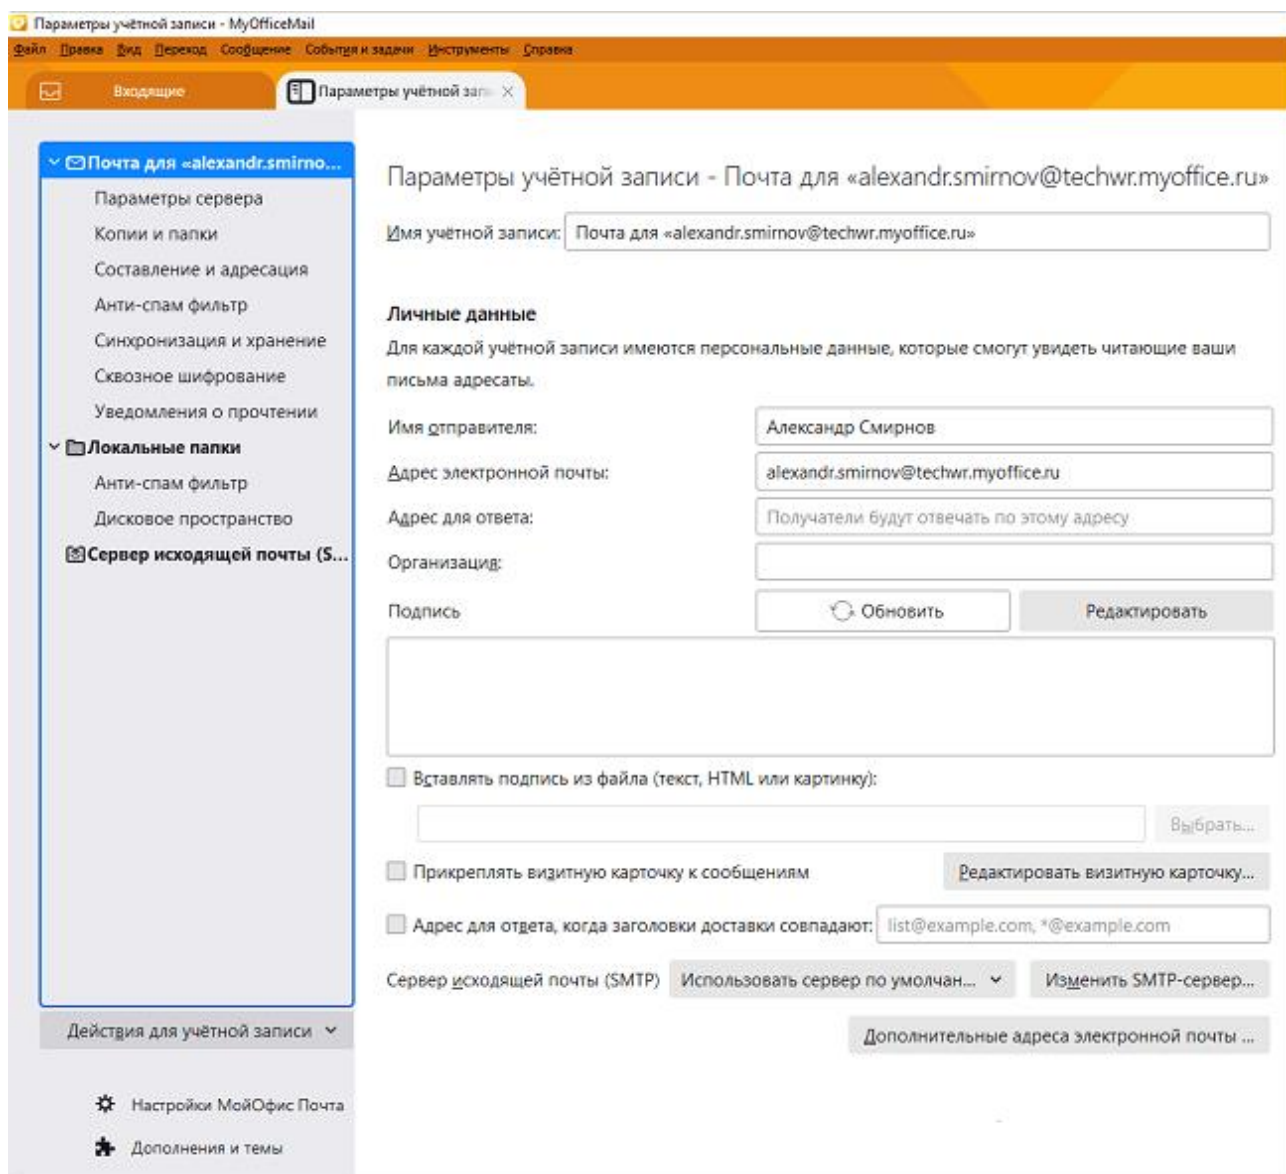 Параметры учётной записи - MyOfficeMail
Файл Правка Вид Переход Сообщение События и задачи Инструменты Справка
Входящие
Параметры учётной запи
Почта для «alexandr.smirno...
Параметры сервера
Копии и папки
Составление и адресация
Анти-спам фильтр
Синхронизация и хранение
Сквозное шифрование
Уведомления о прочтении
Локальные папки
Анти-спам фильтр
Дисковое пространство
Сервер исходящей почты (S...
Действия для учётной записи
Настройки МойОфис Почта
Дополнения и темы
Параметры учётной записи - Почта для «alexandr.smirnov@techwr.myoffice.ru»
Имя учётной записи: Почта для «alexandr.smirnov@techwr.myoffice.ru»
Личные данные
Для каждой учётной записи имеются персональные данные, которые смогут увидеть читающие ваши
письма адресаты.
Имя отправителя: Александр Смирнов
Адрес электронной почты: alexandr.smirnov@techwr.myoffice.ru
Адрес для ответа: Получатели будут отвечать по этому адресу
Организация:
Подпись Обновить Редактировать
Вставлять подпись из файла (текст, HTML или картинку):
Выбрать...
Прикреплять визитную карточку к сообщениям Редактировать визитную карточку...
Адрес для ответа, когда заголовки доставки совпадают: list@example.com, *@example.com
Сервер исходящей почты (SMTP) Использовать сервер по умолчан... Изменить SMTP-сервер...
Дополнительные адреса электронной почты ...